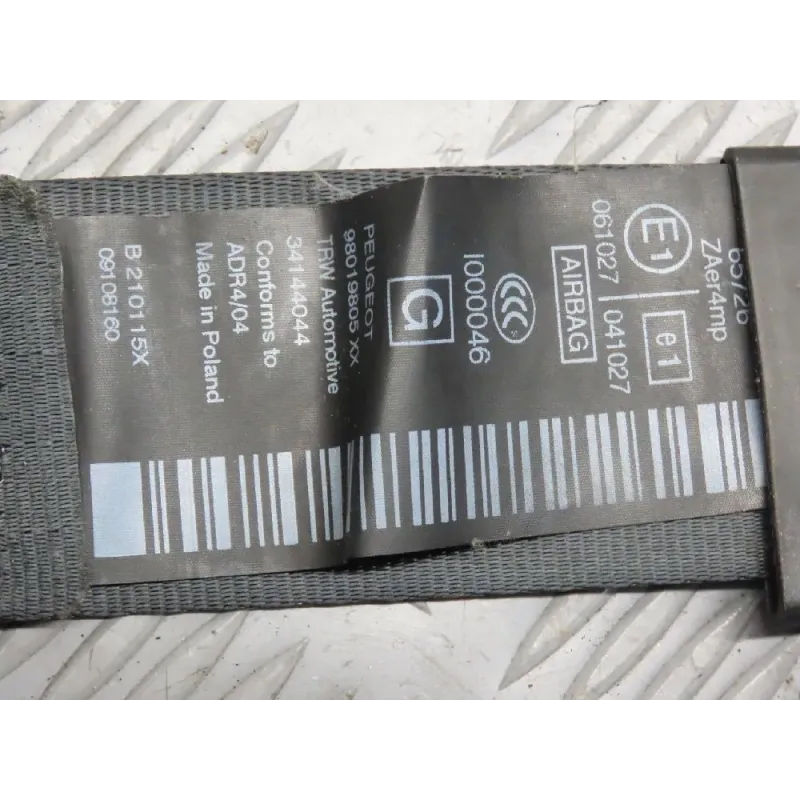 ZAer4mp
E1
e1
061027
041027
AIRBAG
CCC
S
I000046
G
PEUGEOT
98019805 xx
TRW Automotive
34144044
Conforms to
ADR4/04
Made in Poland
B 210115X
09108160